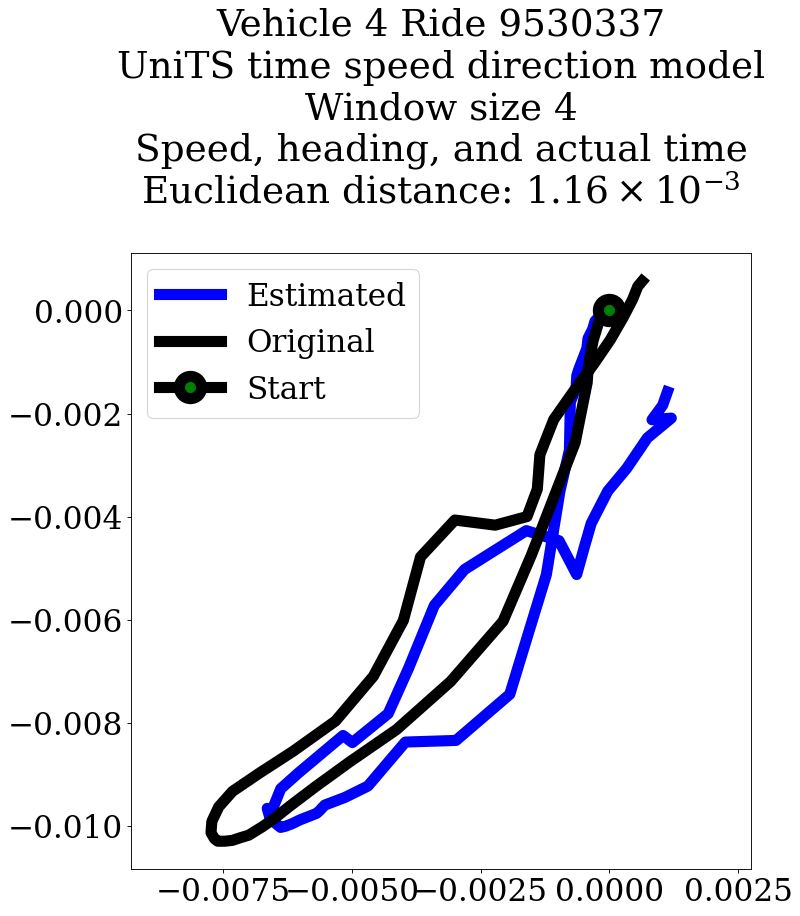 Vehicle 4 Ride 9530337
UniTS time speed direction model
Window size 4
Speed, heading, and actual time
Euclidean distance: 1.16 × 10⁻³
Estimated
Original
Start
0.000
−0.002
−0.004
−0.006
−0.008
−0.010
−0.0075 −0.0050 −0.0025 0.0000 0.0025